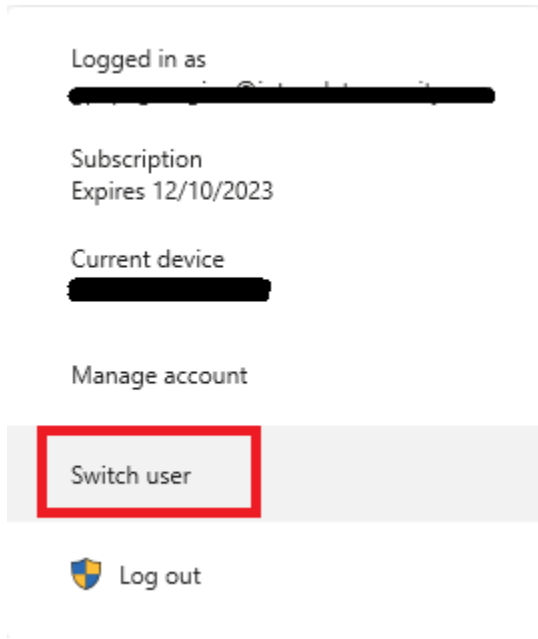 Logged in as
Subscription
Expires 12/10/2023
Current device
Manage account
Switch user
Log out